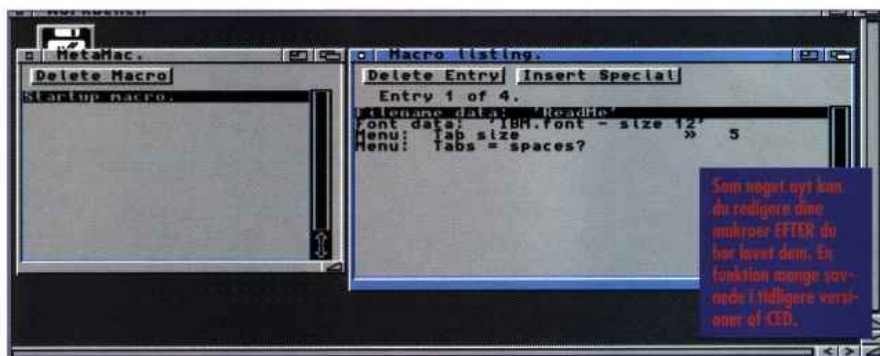 MetaMac.
Delete Macro
Startup macro.
Macro listing.
Delete Entry Insert Special
Entry 1 of 4.
Filename data: 'ReadMe'
Font data: 'IBM.font - size 12'
Menu: Tab size » 5
Menu: Tabs = spaces?
Som noget nyt kan
du redigere dine
makroer EFTER du
har lavet dem. En
funktion mange sav-
nede i tidligere versi-
oner af CED.